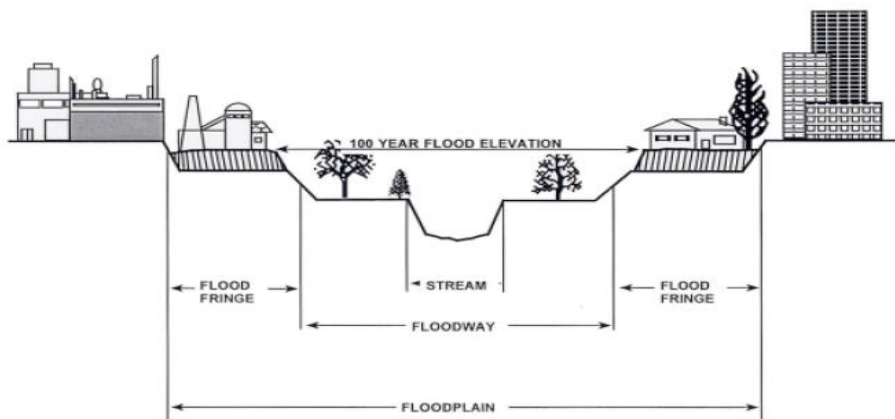 100 YEAR FLOOD ELEVATION
FLOOD
FRINGE
STREAM
FLOOD
FRINGE
FLOODWAY
FLOODPLAIN